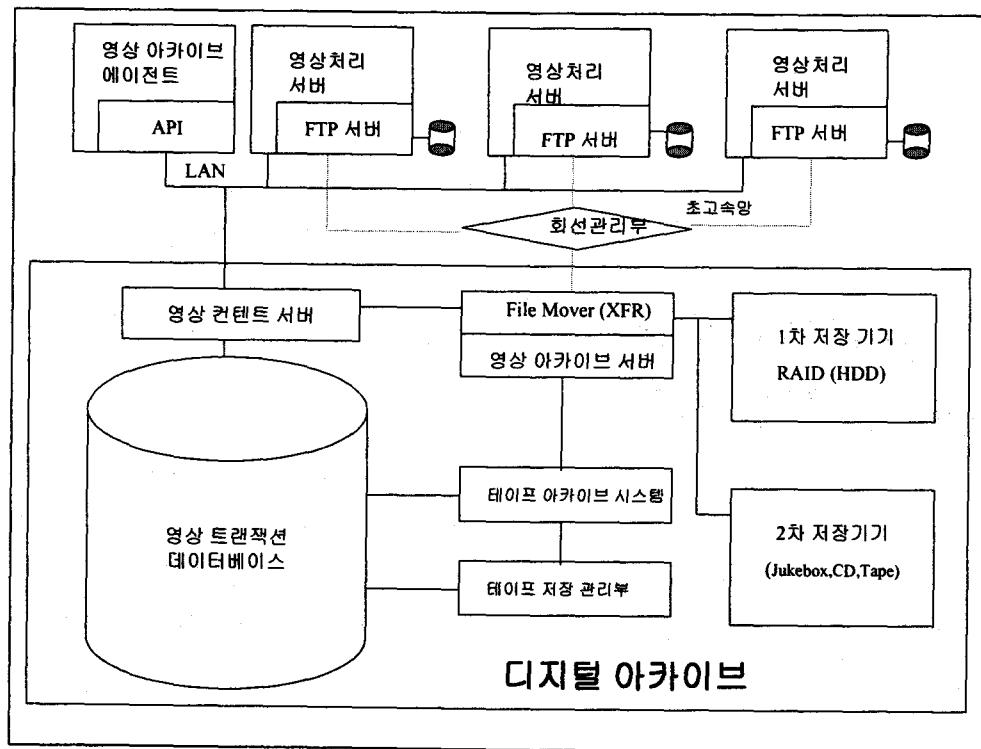 영상 아카이브
에이전트
API
영상처리
서버
FTP 서버
영상처리
서버
FTP 서버
영상처리
서버
FTP 서버
LAN
초고속망
회선관리부
영상 컨텐트 서버
File Mover (XFR)
영상 아카이브 서버
1차 저장 기기
RAID (HDD)
영상 트랜잭션
데이터베이스
테이프 아카이브 시스템
테이프 저장 관리부
2차 저장기기
(Jukebox,CD,Tape)
디지털 아카이브